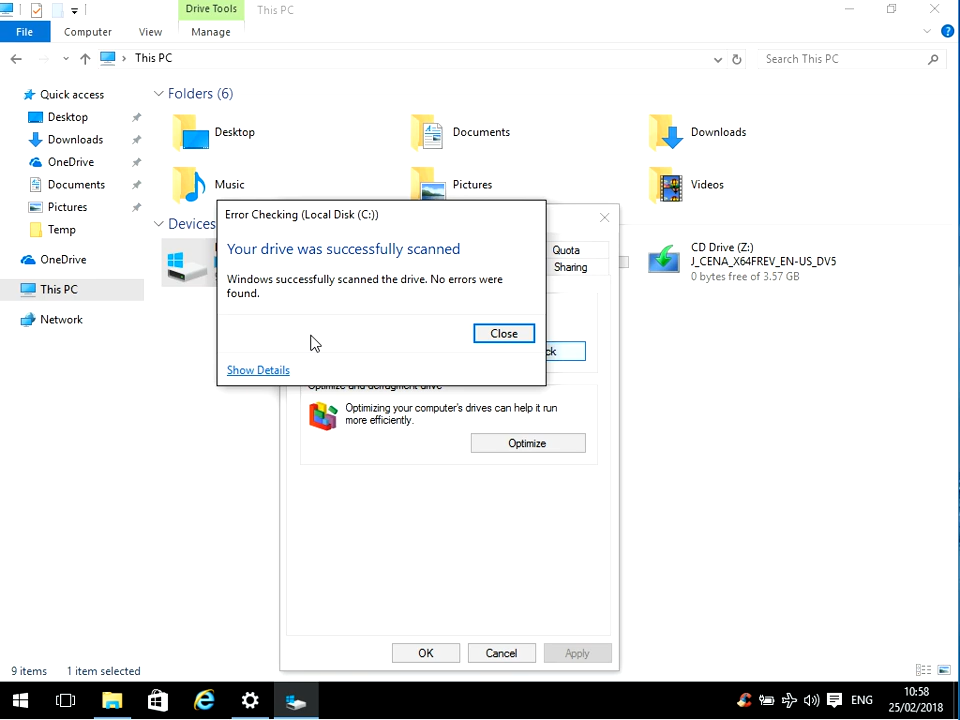 Drive Tools
This PC
File
Computer
View
Manage
This PC
Search This PC
Quick access
Desktop
Downloads
OneDrive
Documents
Pictures
Temp
OneDrive
This PC
Network
Folders (6)
Desktop
Documents
Downloads
Music
Pictures
Videos
Devices
CD Drive (Z:)
J_CENA_X64FREV_EN-US_DV5
0 bytes free of 3.57 GB
Quota
Sharing
Error Checking (Local Disk (C:))
Your drive was successfully scanned
Windows successfully scanned the drive. No errors were
found.
Close
Show Details
ck
Optimize and defragment drive
Optimizing your computer's drives can help it run
more efficiently.
Optimize
OK
Cancel
Apply
9 items
1 item selected
ENG
10:58
25/02/2018